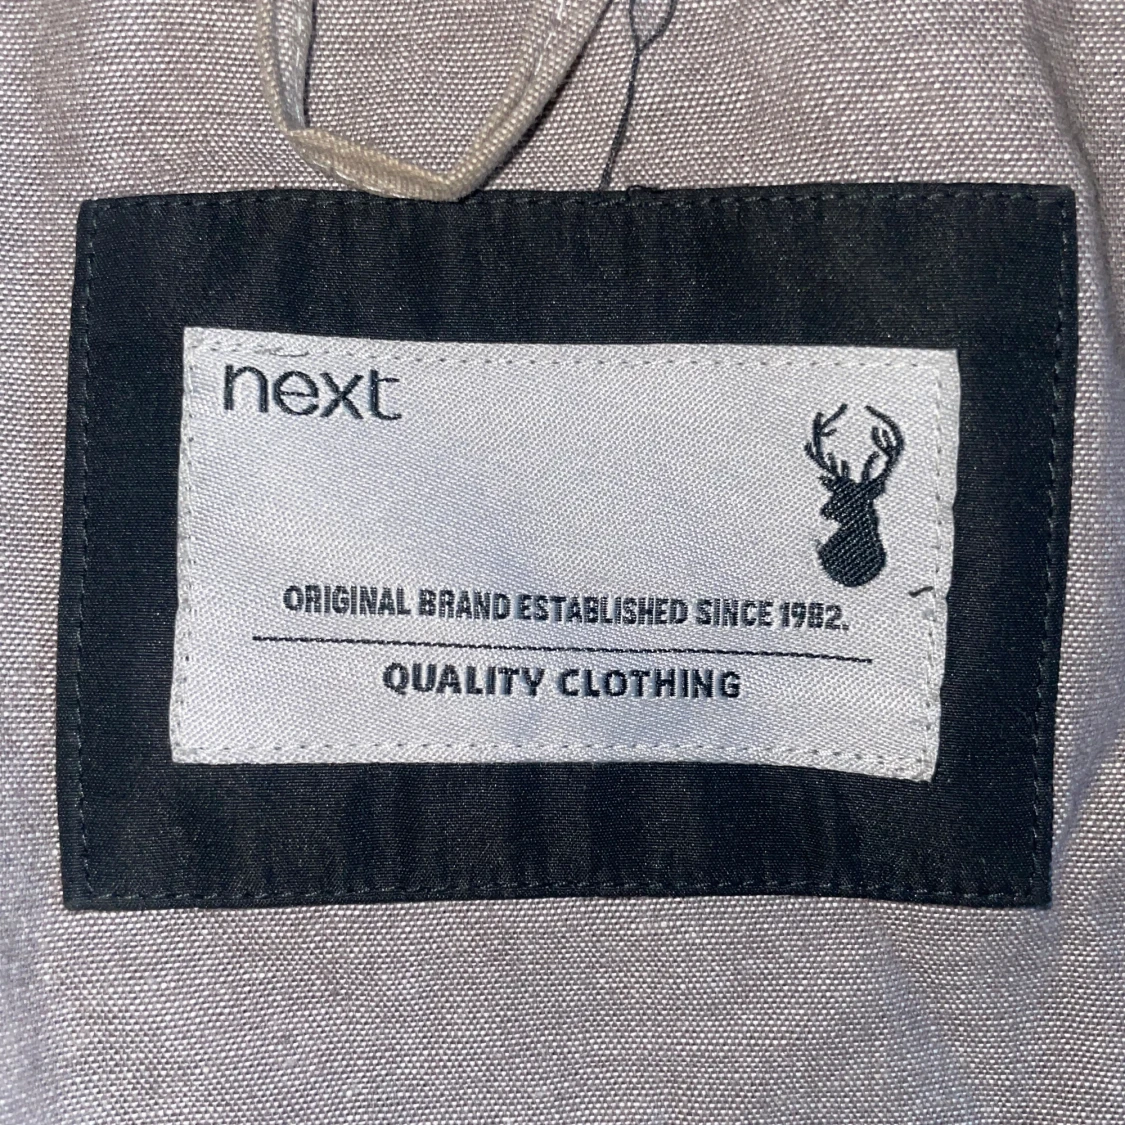 next
ORIGINAL BRAND ESTABLISHED SINCE 1982.
QUALITY CLOTHING